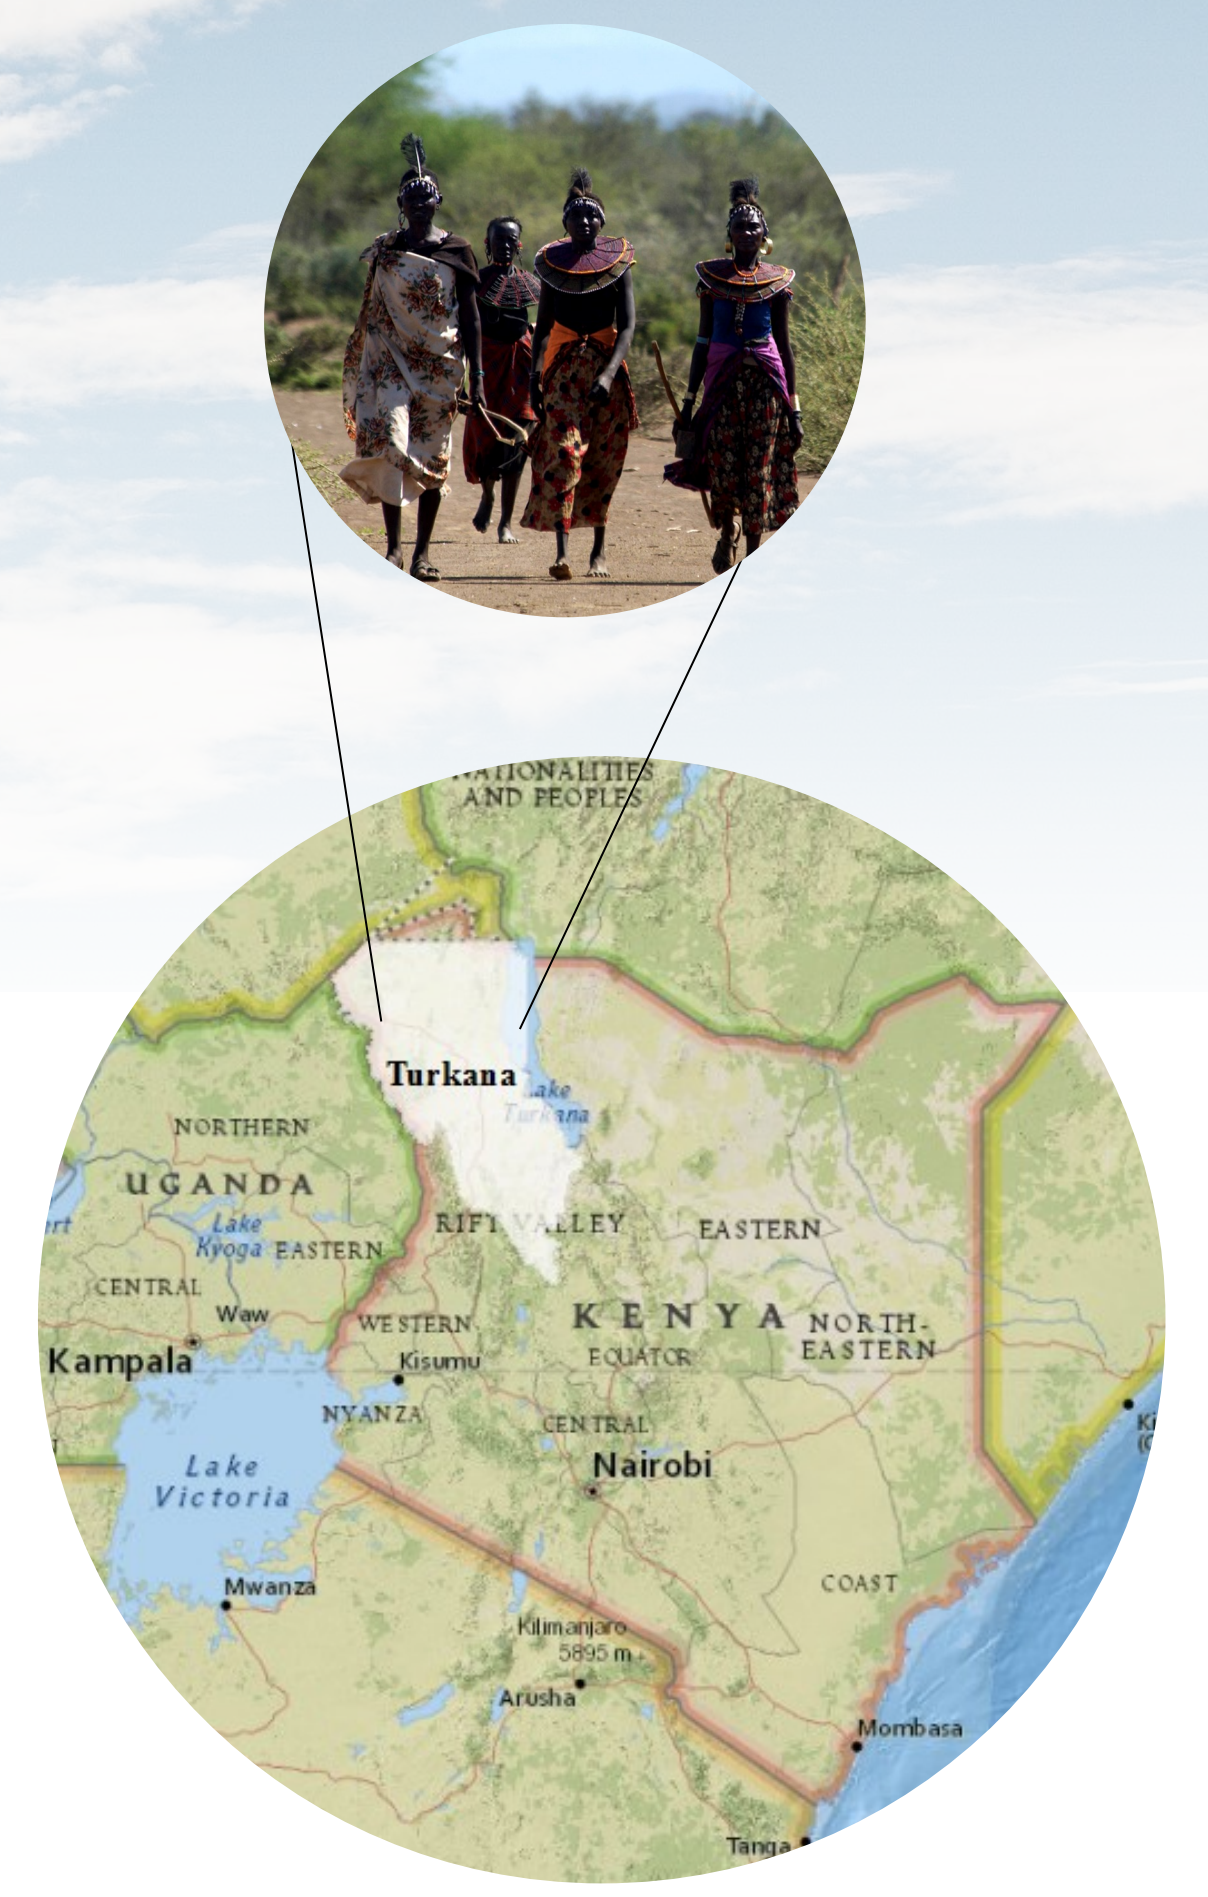 NATIONALITIES
AND PEOPLES
Turkana
Lake
Turkana
NORTHERN
UGANDA
Lake
Kyoga
EASTERN
RIFT VALLEY
EASTERN
CENTRAL
Waw
Kampala
WESTERN
Kisumu
KENYA
NORTH-
EASTERN
EQUATOR
NYANZA
CENTRAL
Nairobi
Lake
Victoria
Mwanza
COAST
Kilimanjaro
5895 m
Arusha
Mombasa
Tanga